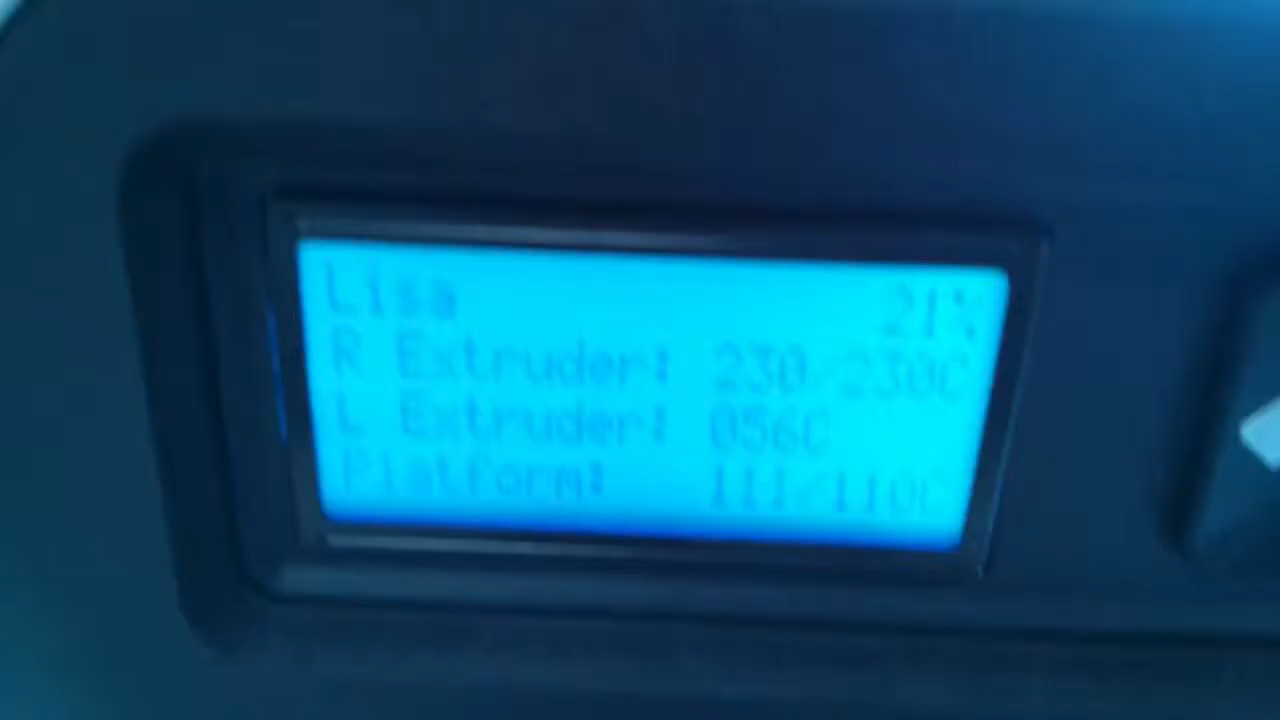 Lisa 21%
R Extruder: 230/230C
L Extruder: 056C
Platform: 111/110C